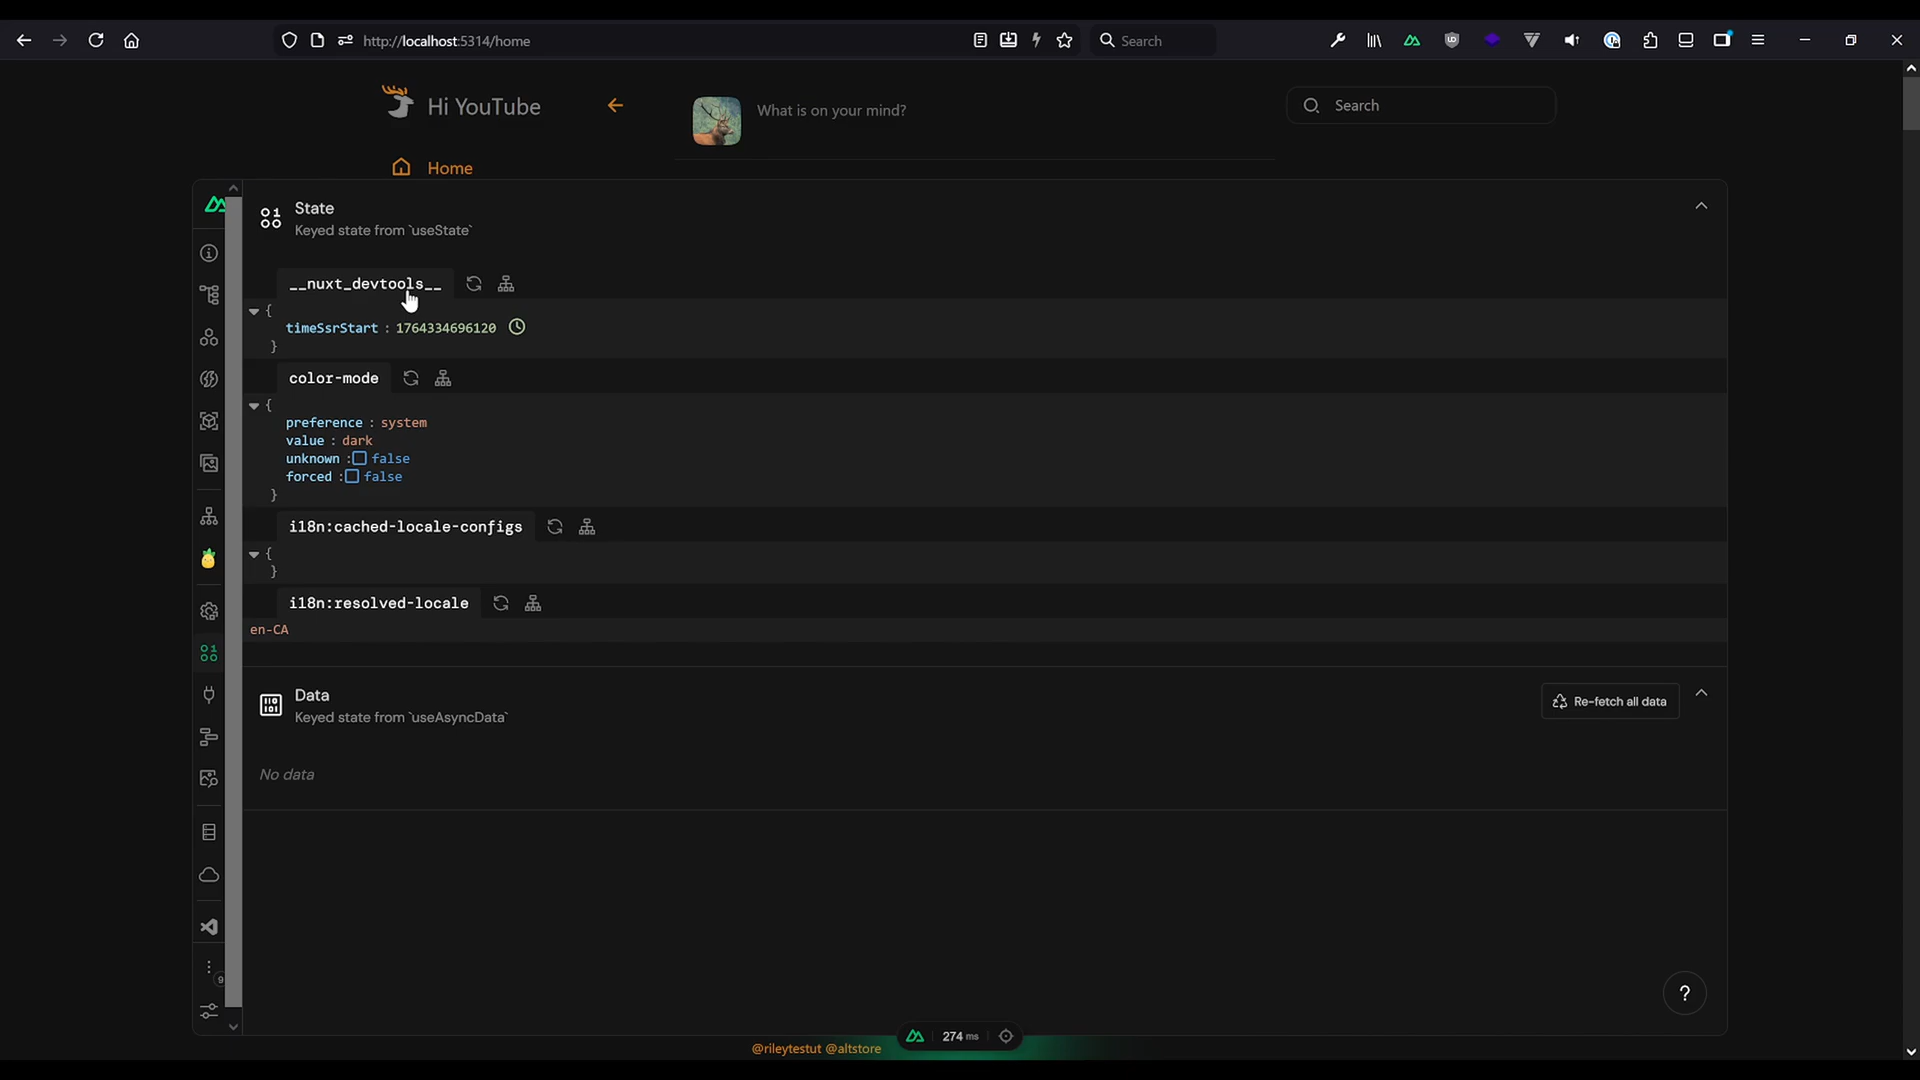 http://localhost:5314/home
Search
Hi YouTube
What is on your mind?
Search
Home
State
Keyed state from `useState`
__nuxt_devtools__
{
timeSsrStart : 1764334696120
}
color-mode
{
preference : system
value : dark
unknown : false
forced : false
}
i18n:cached-locale-configs
{
}
i18n:resolved-locale
en-CA
Data
Keyed state from `useAsyncData`
Re-fetch all data
No data
9
?
274 ms
@rileytestut @altstore